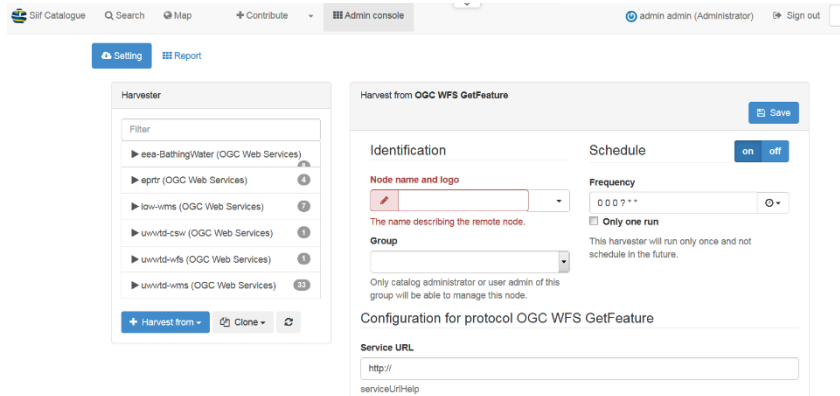 Siif Catalogue Search Map Contribute Admin console admin admin (Administrator) Sign out
Setting Report
Harvester
Filter
eea-BathingWater (OGC Web Services)
eprtr (OGC Web Services) 4
iow-wms (OGC Web Services) 7
uwwtd-csw (OGC Web Services) 1
uwwtd-wfs (OGC Web Services) 1
uwwtd-wms (OGC Web Services) 33
Harvest from Clone
Harvest from OGC WFS GetFeature
Save
Identification
Node name and logo
The name describing the remote node.
Group
Only catalog administrator or user admin of this
group will be able to manage this node.
Schedule on off
Frequency
0 0 0 ? * *
Only one run
This harvester will run only once and not
schedule in the future.
Configuration for protocol OGC WFS GetFeature
Service URL
http://
serviceUrlHelp